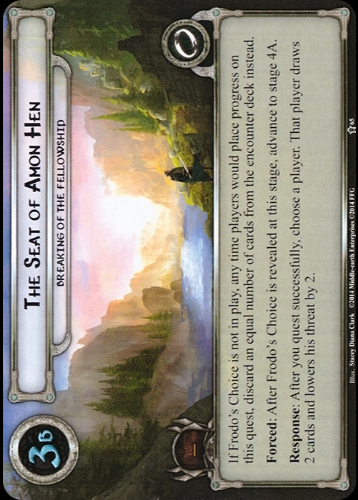 3B
THE SEAT OF AMON HEN
BREAKING OF THE FELLOWSHIP
If Frodo's Choice is not in play, any time players would place progress on
this quest, discard an equal number of cards from the encounter deck instead.
Forced: After Frodo's Choice is revealed at this stage, advance to stage 4A.
Response: After you quest successfully, choose a player. That player draws
2 cards and lowers his threat by 2.
Illus. Stacey Diana Clark ©2014 Middle-earth Enterprises ©2014 FFG
65